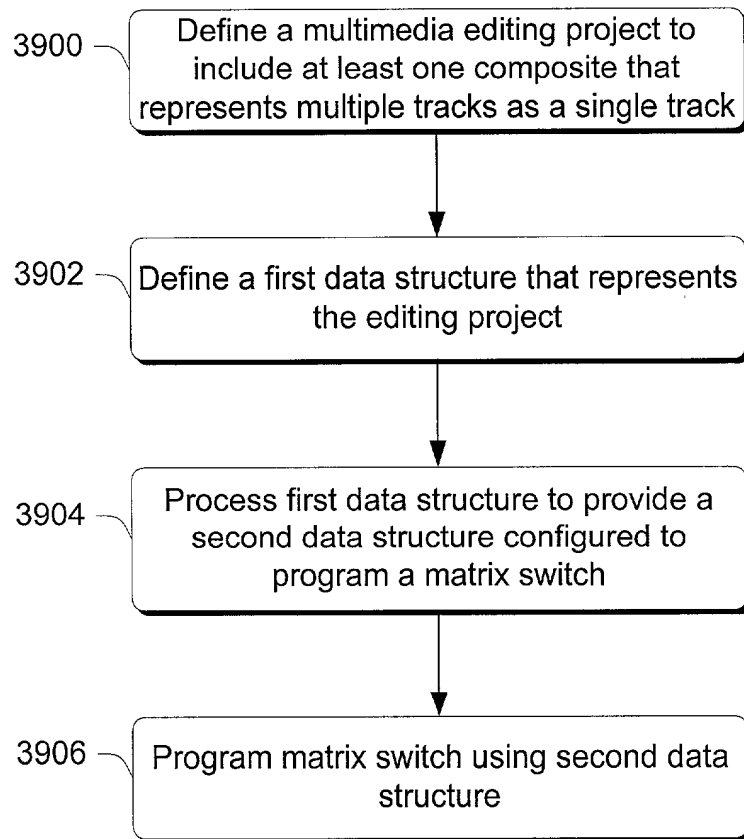 3900
Define a multimedia editing project to
include at least one composite that
represents multiple tracks as a single track
3902
Define a first data structure that represents
the editing project
3904
Process first data structure to provide a
second data structure configured to
program a matrix switch
3906
Program matrix switch using second data
structure